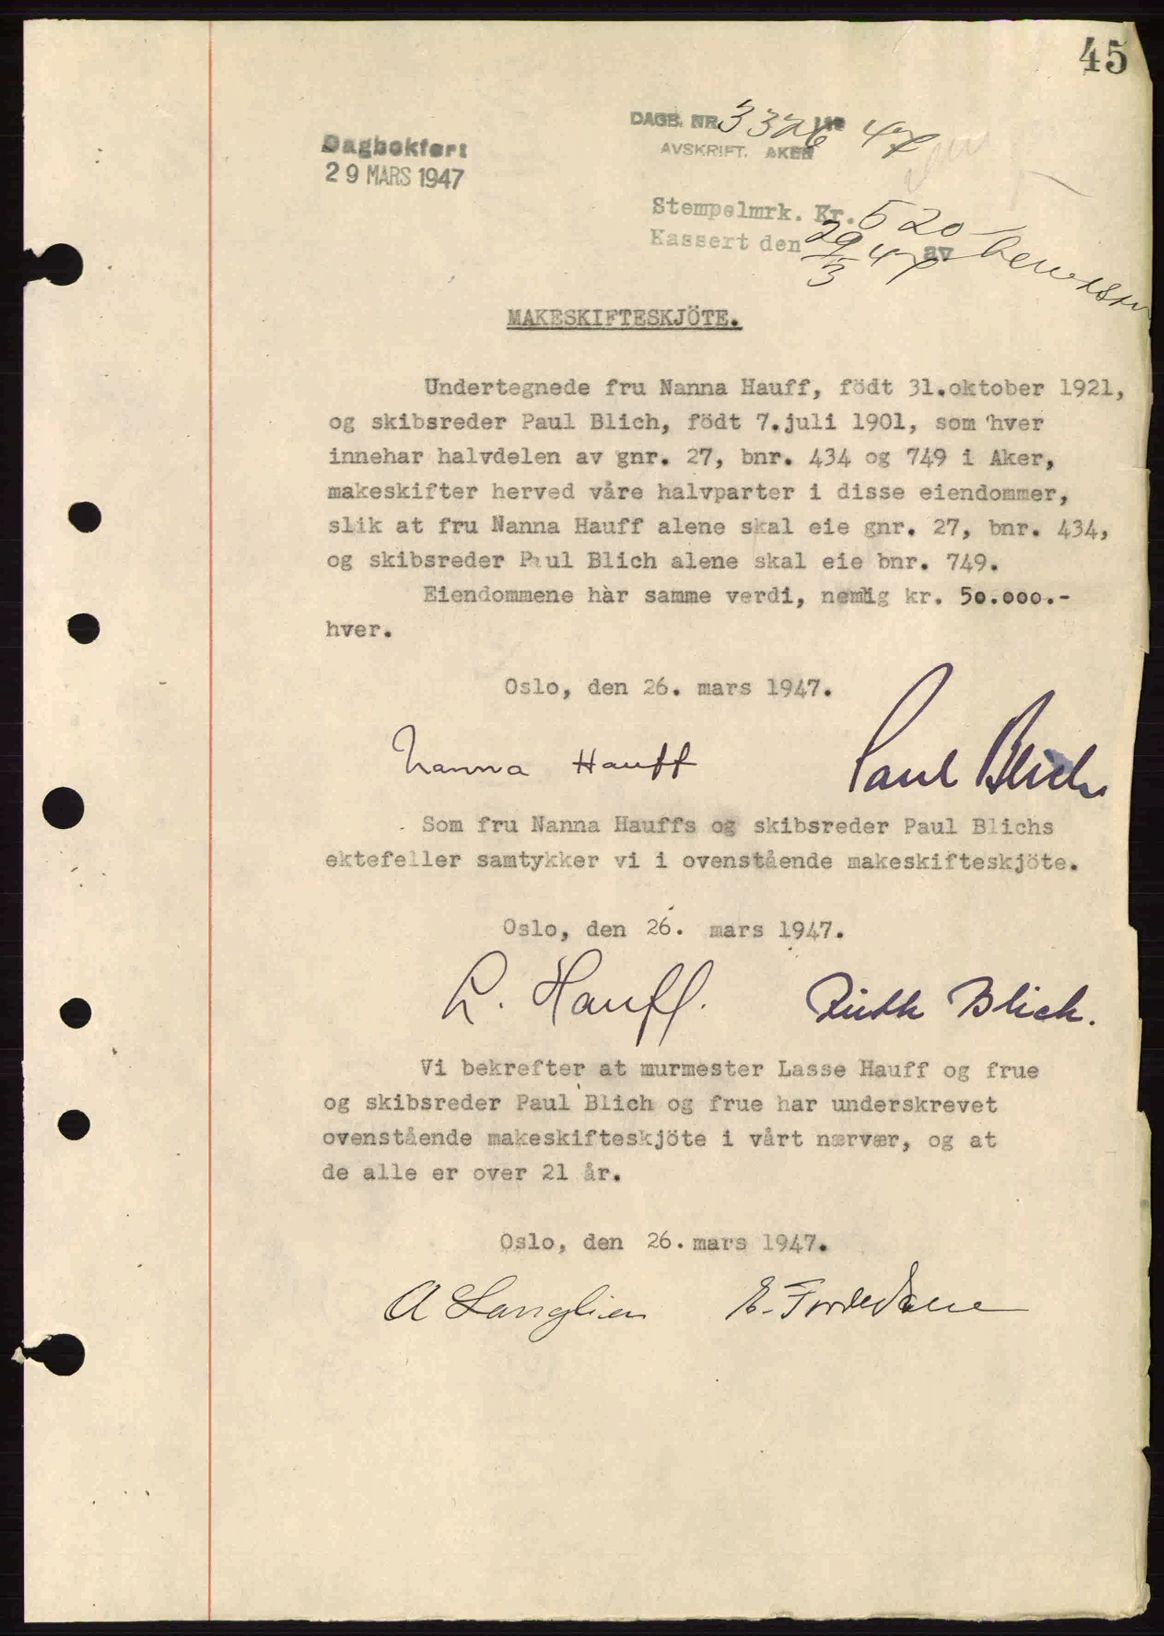 45
DAGB. NR. 3326 19 47
AVSKRIFT. AKER
Dagbokført
29 MARS 1947
Stempelmrk. Kr. 520
Kassert den 29/3 47 av
MAKESKIFTESKJÖTE.
Undertegnede fru Nanna Hauff, födt 31.oktober 1921,
og skibsreder Paul Blich, födt 7.juli 1901, som hver
innehar halvdelen av gnr. 27, bnr. 434 og 749 i Aker,
makeskifter herved våre halvparter i disse eiendommer,
slik at fru Nanna Hauff alene skal eie gnr. 27, bnr. 434,
og skibsreder Paul Blich alene skal eie bnr. 749.
Eiendommene har samme verdi, nemlig kr. 50.000.-
hver.
Oslo, den 26. mars 1947.
Nanna Hauff Paul Blich
Som fru Nanna Hauffs og skibsreder Paul Blichs
ektefeller samtykker vi i ovenstående makeskifteskjöte.
Oslo, den 26. mars 1947.
L. Hauff. Ruth Blich.
Vi bekrefter at murmester Lasse Hauff og frue
og skibsreder Paul Blich og frue har underskrevet
ovenstående makeskifteskjöte i vårt nærvær, og at
de alle er over 21 år.
Oslo, den 26. mars 1947.
A Langlien E.